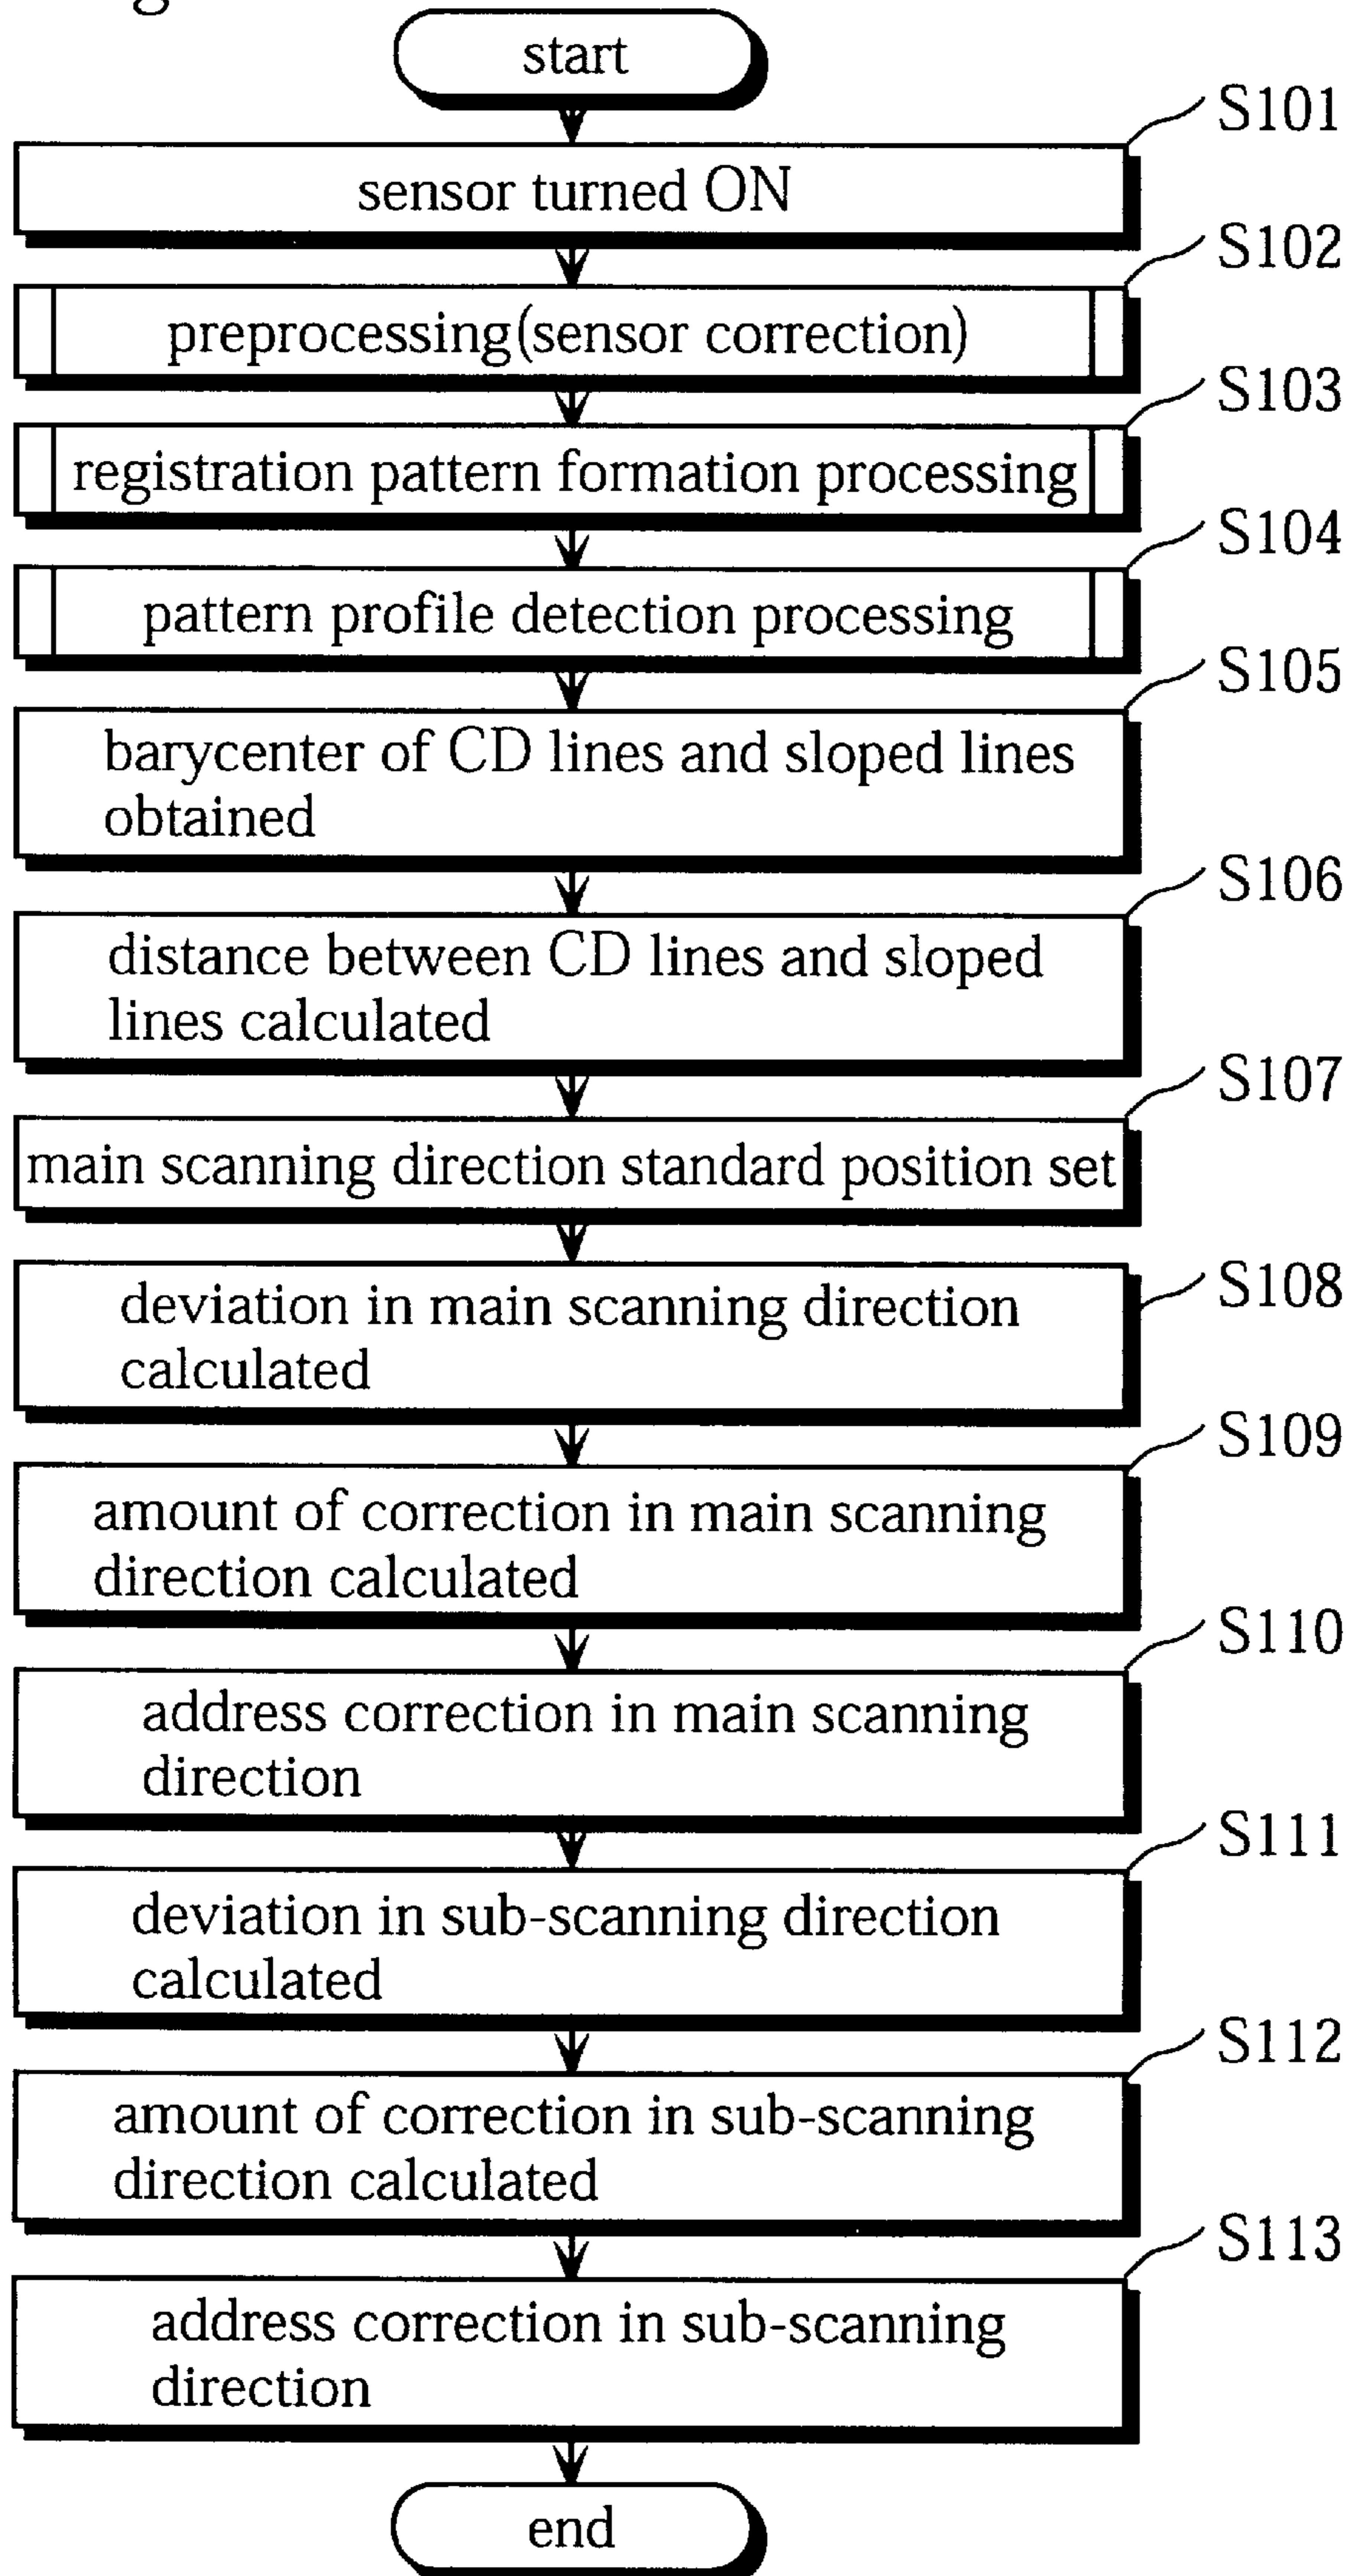 start
S101
sensor turned ON
S102
preprocessing(sensor correction)
S103
registration pattern formation processing
S104
pattern profile detection processing
S105
barycenter of CD lines and sloped lines
obtained
S106
distance between CD lines and sloped
lines calculated
S107
main scanning direction standard position set
S108
deviation in main scanning direction
calculated
S109
amount of correction in main scanning
direction calculated
S110
address correction in main scanning
direction
S111
deviation in sub-scanning direction
calculated
S112
amount of correction in sub-scanning
direction calculated
S113
address correction in sub-scanning
direction
end